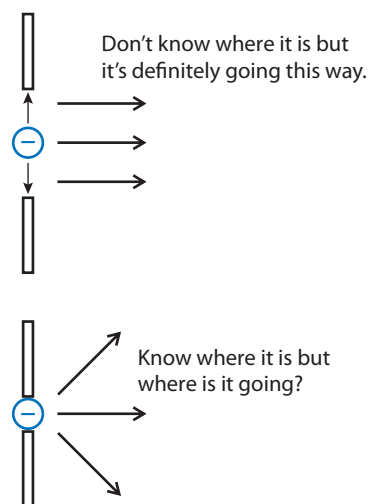 Don’t know where it is but
it’s definitely going this way.
−
Know where it is but
where is it going?
−